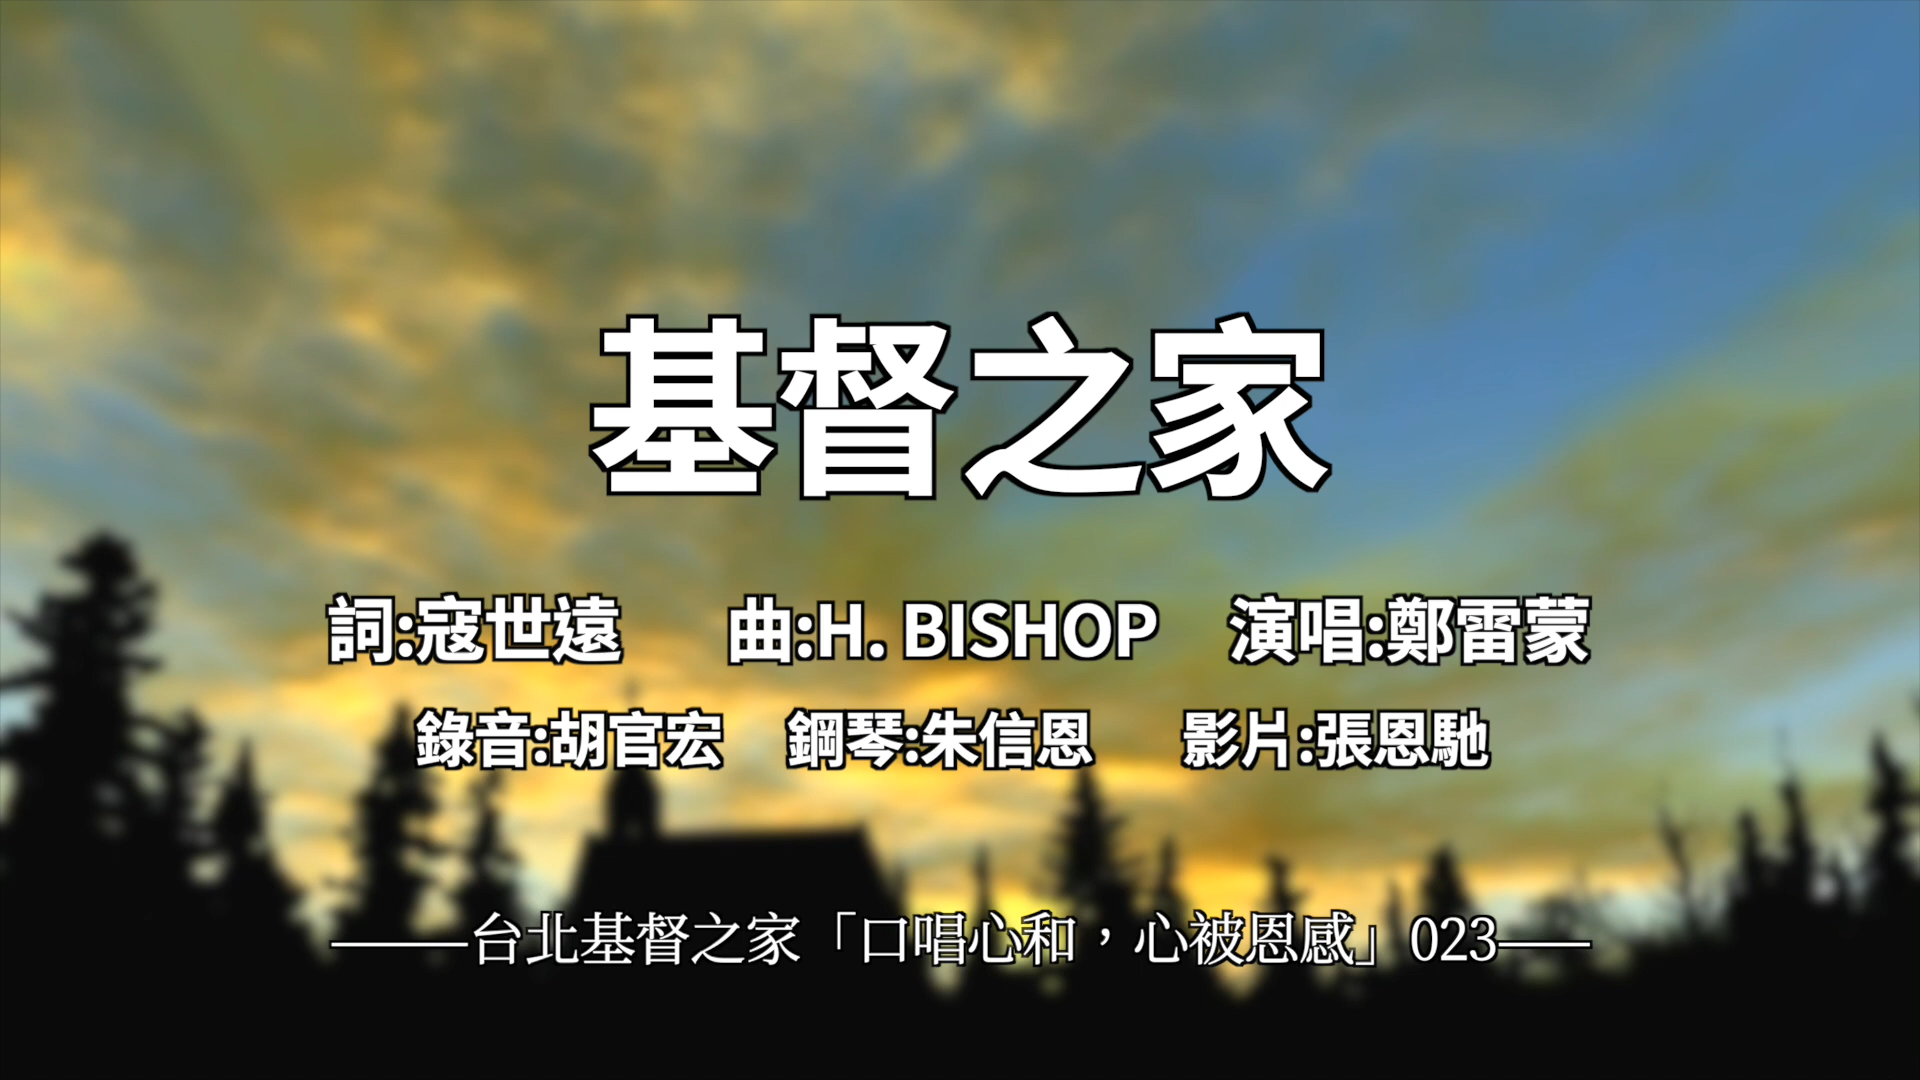 基督之家
詞:寇世遠 曲:H. BISHOP 演唱:鄭雷蒙
錄音:胡官宏 鋼琴:朱信恩 影片:張恩馳
——台北基督之家「口唱心和，心被恩感」023——